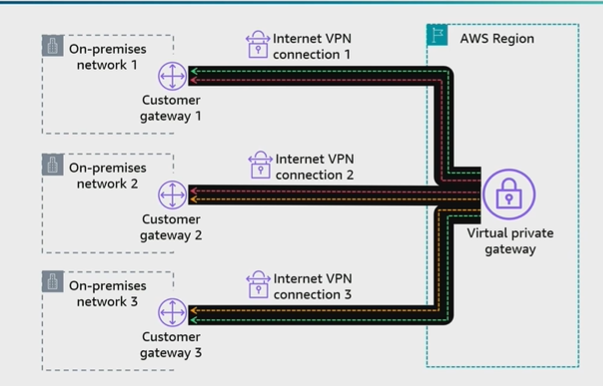 On-premises
network 1
Internet VPN
connection 1
AWS Region
Customer
gateway 1
On-premises
network 2
Internet VPN
connection 2
Customer
gateway 2
Virtual private
gateway
On-premises
network 3
Internet VPN
connection 3
Customer
gateway 3